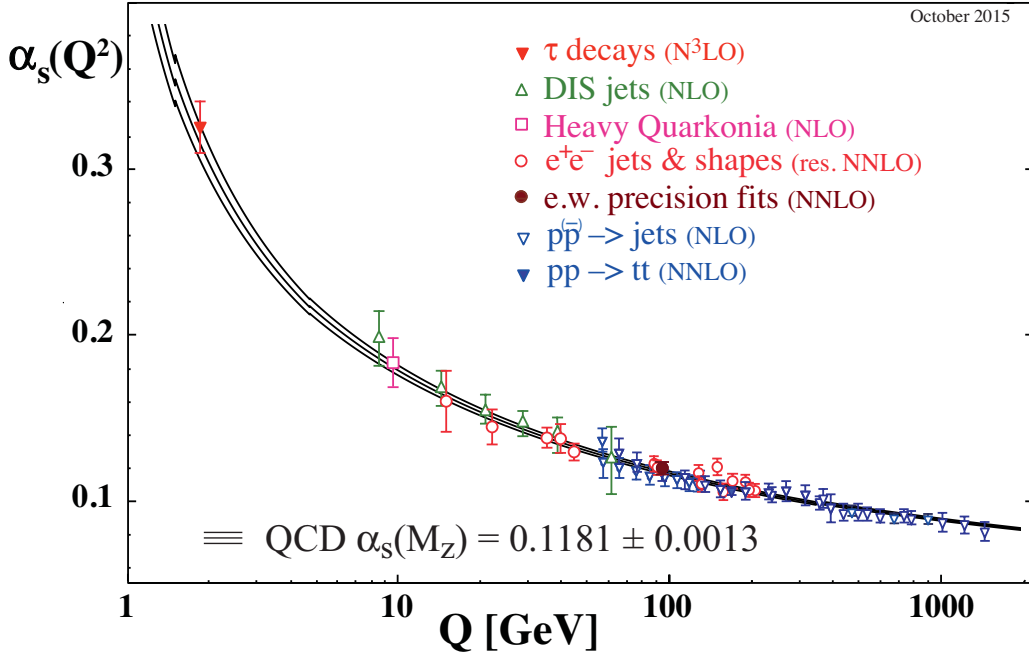 October 2015
αs(Q²)
τ decays (N³LO)
DIS jets (NLO)
Heavy Quarkonia (NLO)
e⁺e⁻ jets & shapes (res. NNLO)
e.w. precision fits (NNLO)
p(p̄) –> jets (NLO)
pp –> tt (NNLO)
0.3
0.2
0.1
QCD αs(Mz) = 0.1181 ± 0.0013
1 10 100 1000
Q [GeV]